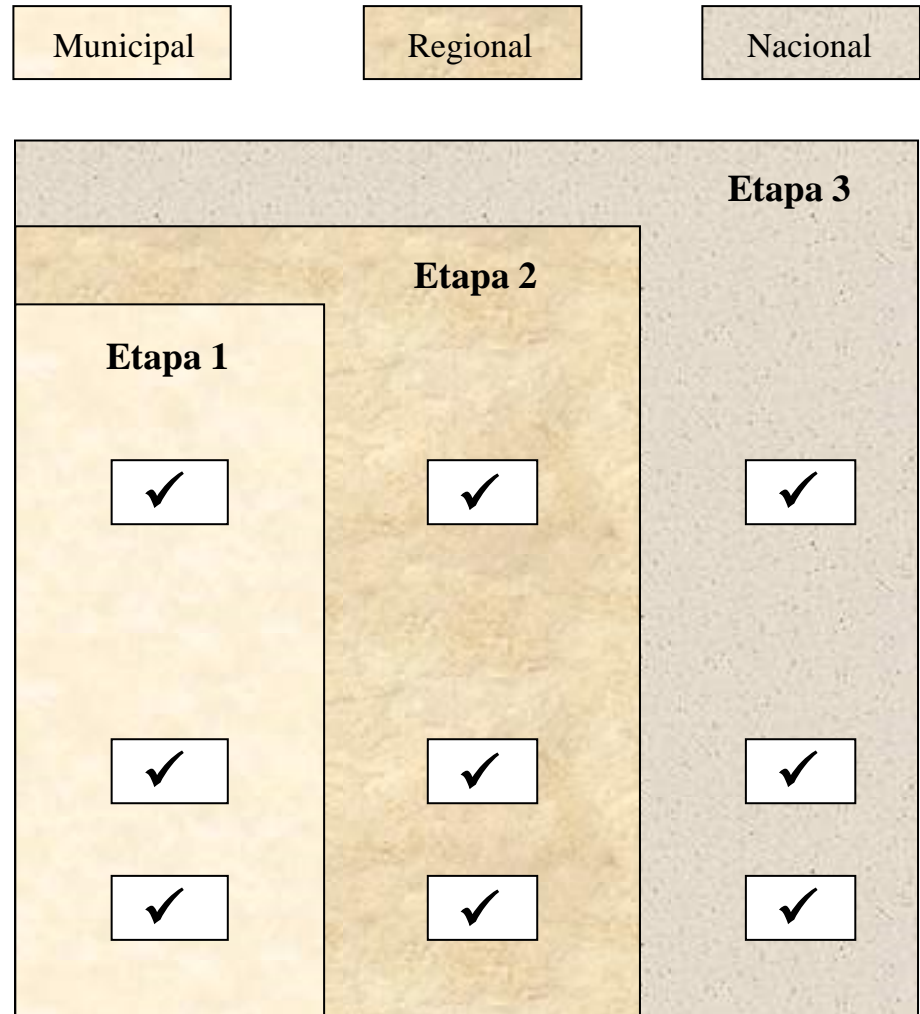 Municipal Regional Nacional
Etapa 3
Etapa 2
Etapa 1
✓ ✓ ✓
✓ ✓ ✓
✓ ✓ ✓